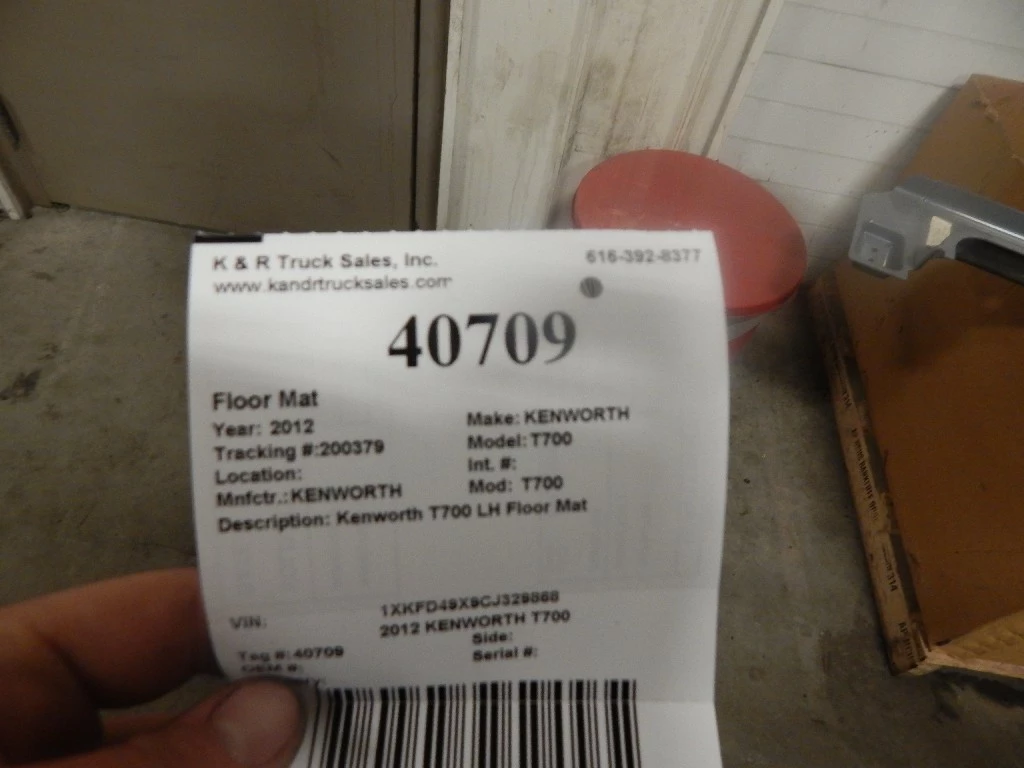 K & R Truck Sales, Inc. 616-392-8377
www.kandrtrucksales.com
40709
Floor Mat
Year: 2012 Make: KENWORTH
Tracking #:200379 Model: T700
Location: Int. #:
Mnfctr.: KENWORTH Mod: T700
Description: Kenworth T700 LH Floor Mat
VIN: 1XKFD49X9CJ329868
2012 KENWORTH T700
Side:
Tag #: 40709 Serial #:
OEM #: